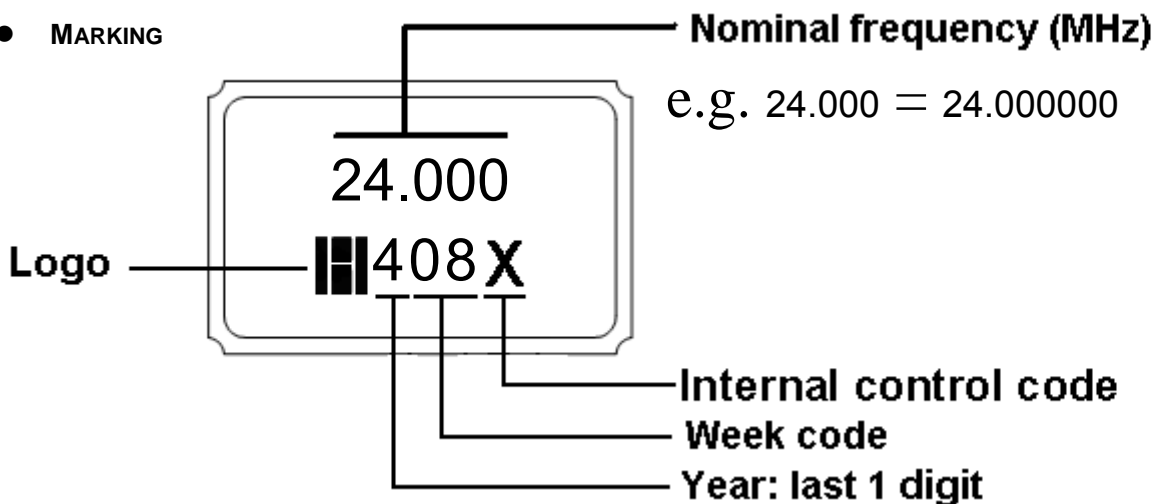 ● MARKING
Nominal frequency (MHz)
e.g. 24.000 = 24.000000
24.000
Logo
408X
Internal control code
Week code
Year: last 1 digit